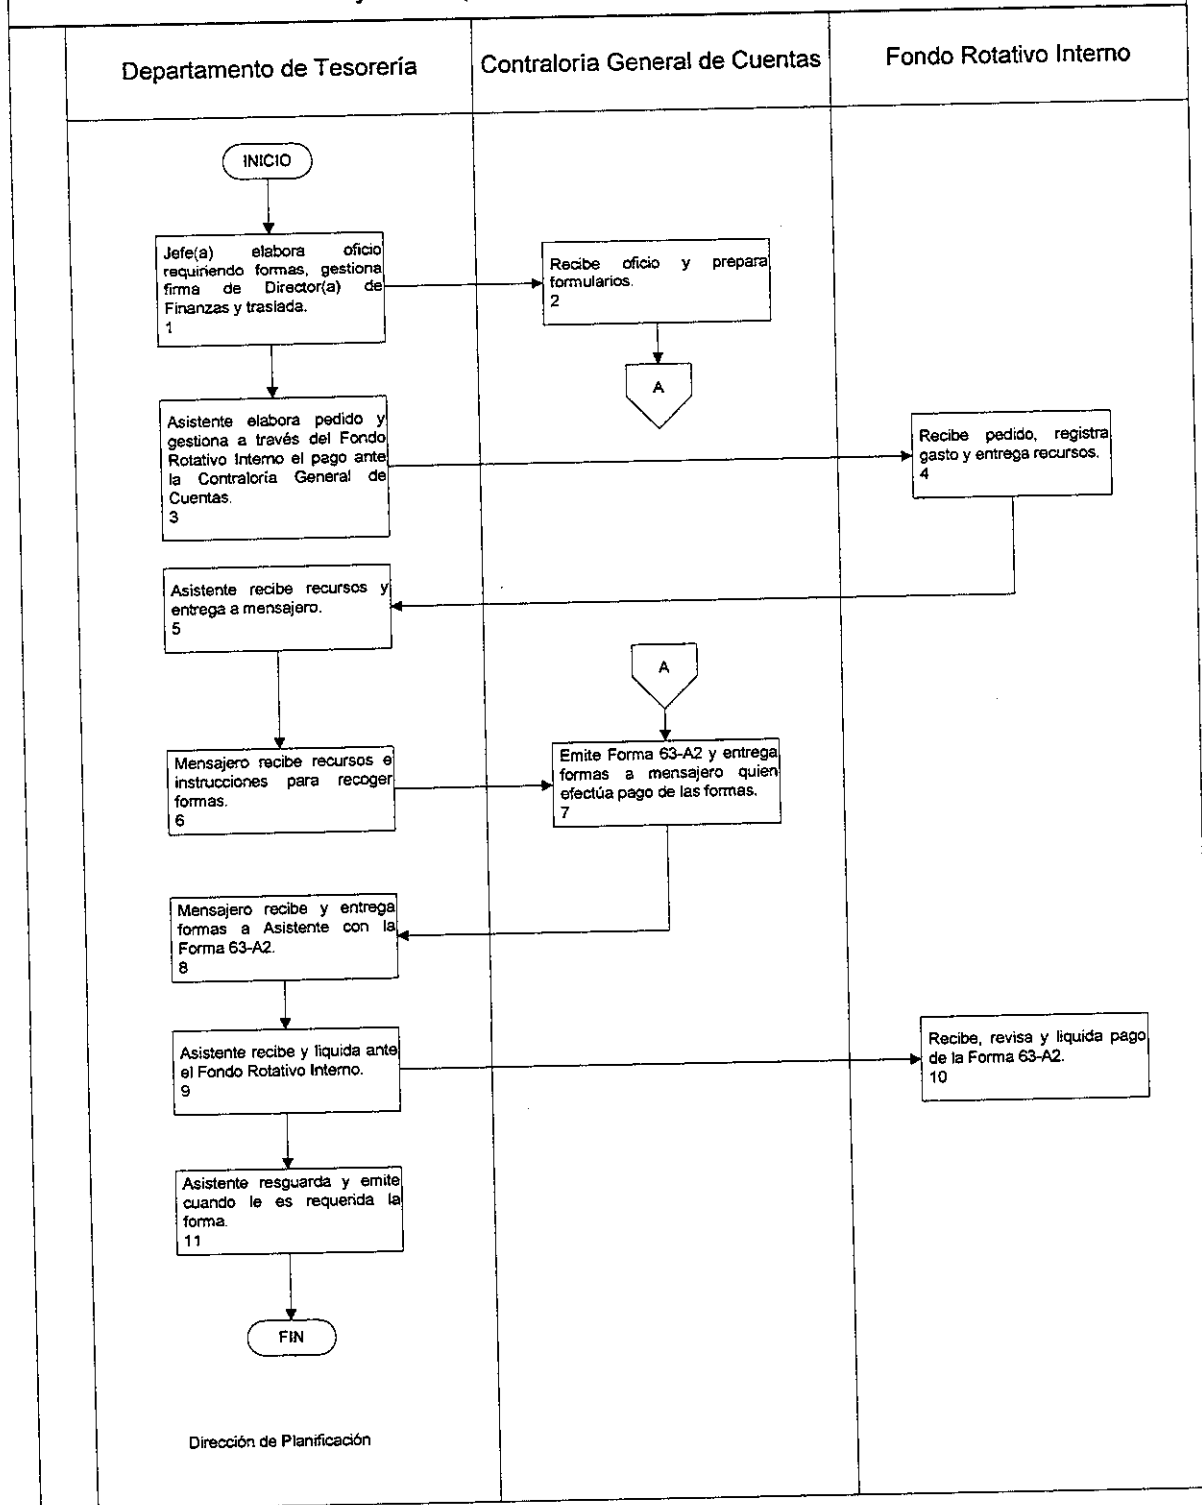 Departamento de Tesorería
Contraloria General de Cuentas
Fondo Rotativo Interno
INICIO
Jefe(a) elabora oficio
requiriendo formas, gestiona
firma de Director(a) de
Finanzas y traslada.
1
Recibe oficio y prepara
formularios.
2
A
Asistente elabora pedido y
gestiona a través del Fondo
Rotativo Interno el pago ante
la Contraloría General de
Cuentas.
3
Recibe pedido, registra
gasto y entrega recursos.
4
Asistente recibe recursos y
entrega a mensajero.
5
A
Mensajero recibe recursos e
instrucciones para recoger
formas.
6
Emite Forma 63-A2 y entrega
formas a mensajero quien
efectúa pago de las formas.
7
Mensajero recibe y entrega
formas a Asistente con la
Forma 63-A2.
8
Asistente recibe y liquida ante
el Fondo Rotativo Interno.
9
Recibe, revisa y liquida pago
de la Forma 63-A2.
10
Asistente resguarda y emite
cuando le es requerida la
forma.
11
FIN
Dirección de Planificación